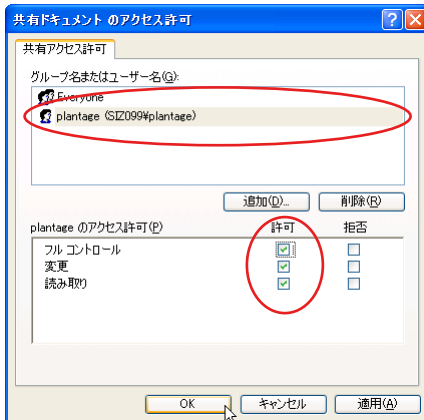 共有ドキュメント のアクセス許可
共有アクセス許可
グループ名またはユーザー名(G):
Everyone
plantage (SIZ099¥plantage)
追加(D)... 削除(R)
plantage のアクセス許可(P) 許可 拒否
フル コントロール
変更
読み取り
OK キャンセル 適用(A)